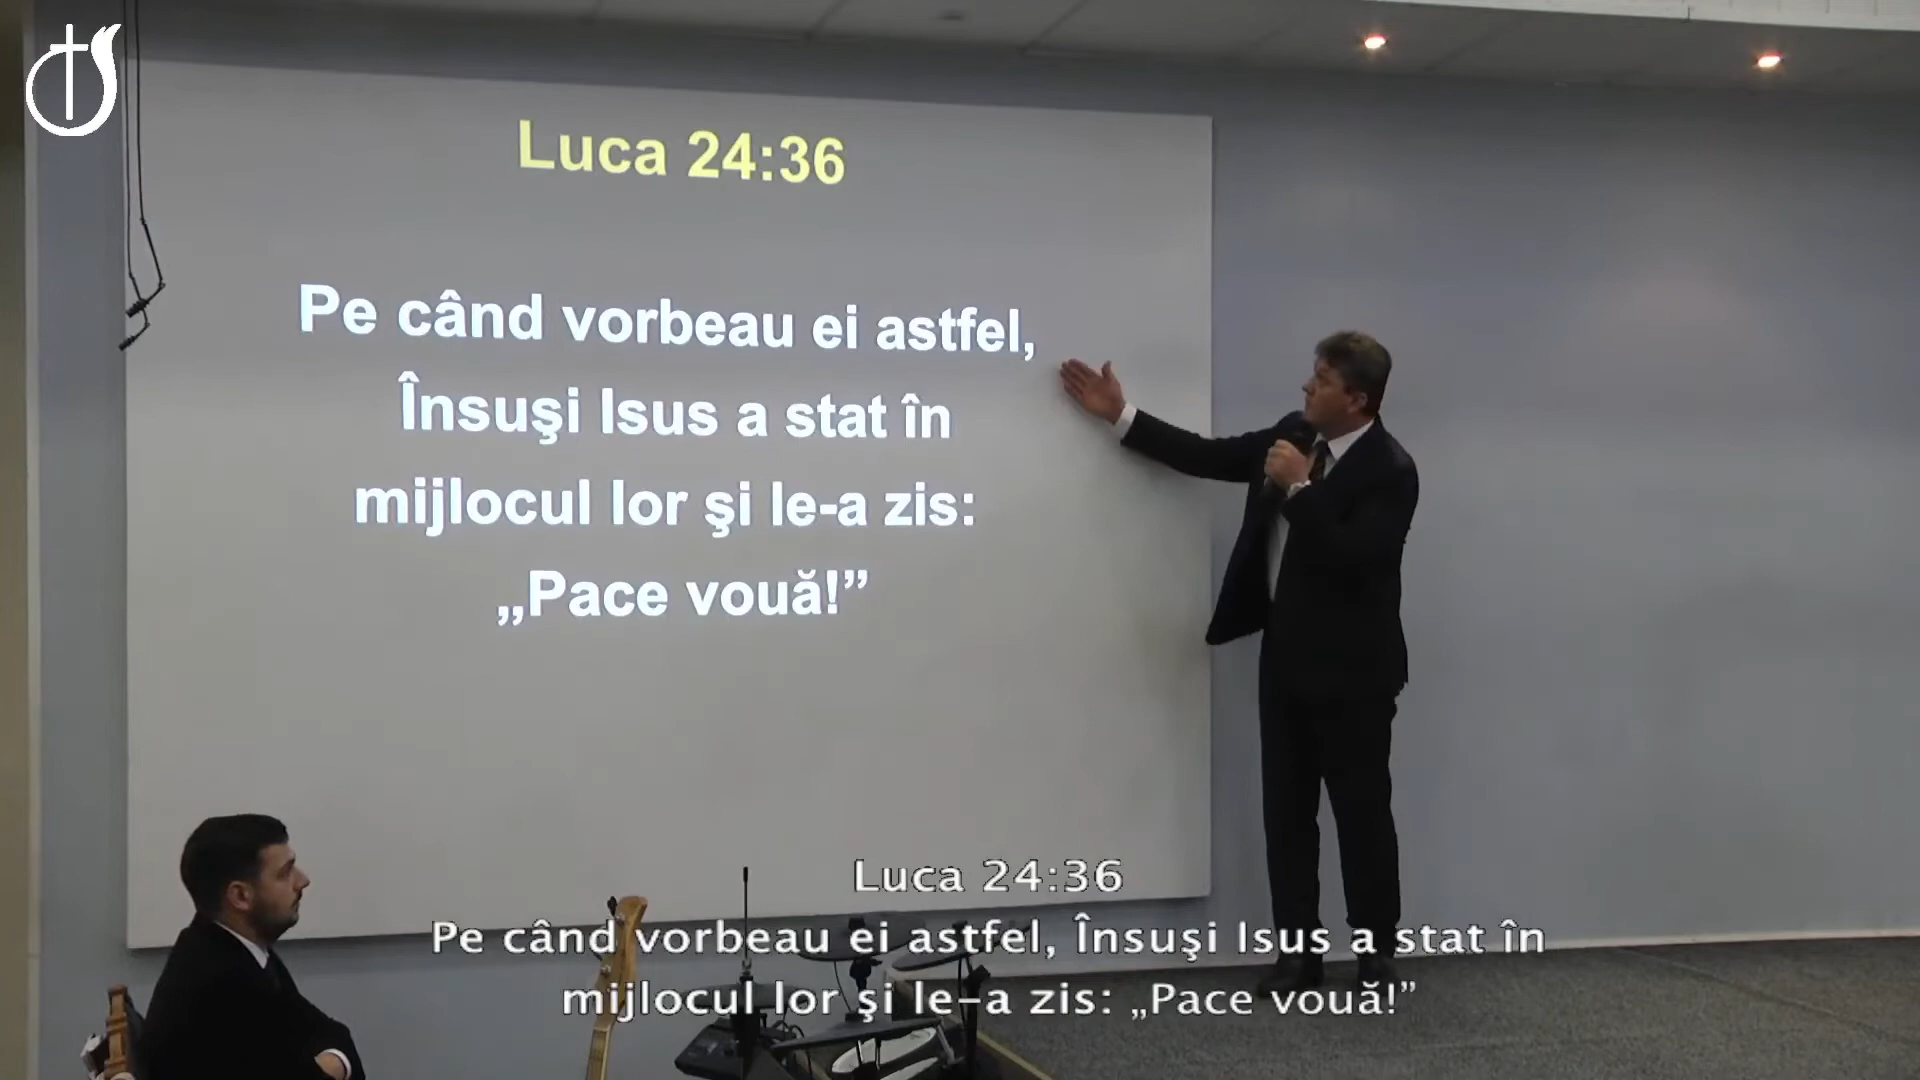 Luca 24:36
Pe când vorbeau ei astfel,
Însuşi Isus a stat în
mijlocul lor şi le-a zis:
„Pace vouă!”
Luca 24:36
Pe când vorbeau ei astfel, Însuşi Isus a stat în
mijlocul lor şi le-a zis: „Pace vouă!”